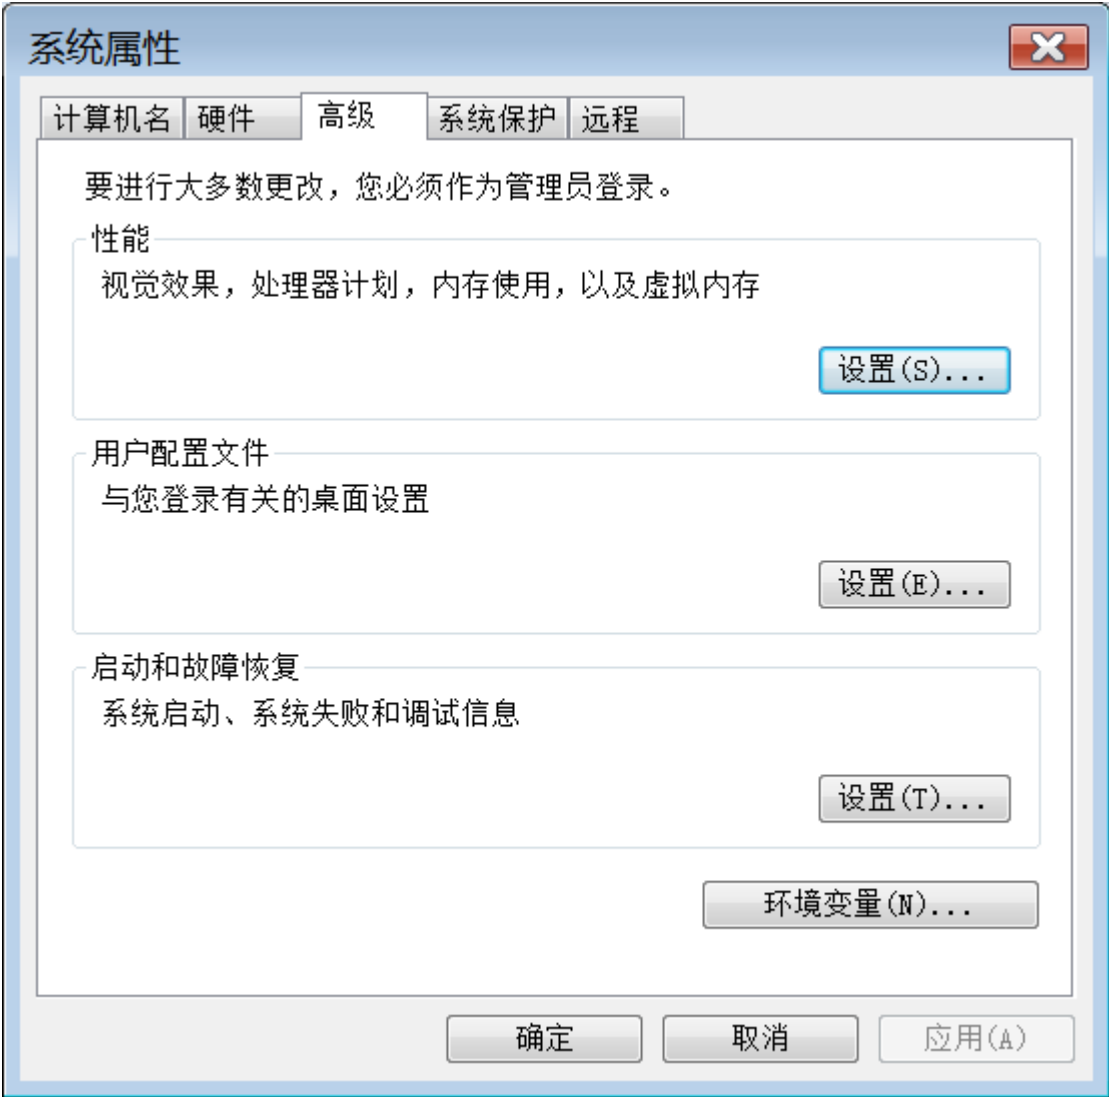 系统属性
计算机名 硬件 高级 系统保护 远程
要进行大多数更改，您必须作为管理员登录。
性能
视觉效果，处理器计划，内存使用，以及虚拟内存
设置(S)...
用户配置文件
与您登录有关的桌面设置
设置(E)...
启动和故障恢复
系统启动、系统失败和调试信息
设置(T)...
环境变量(N)...
确定 取消 应用(A)